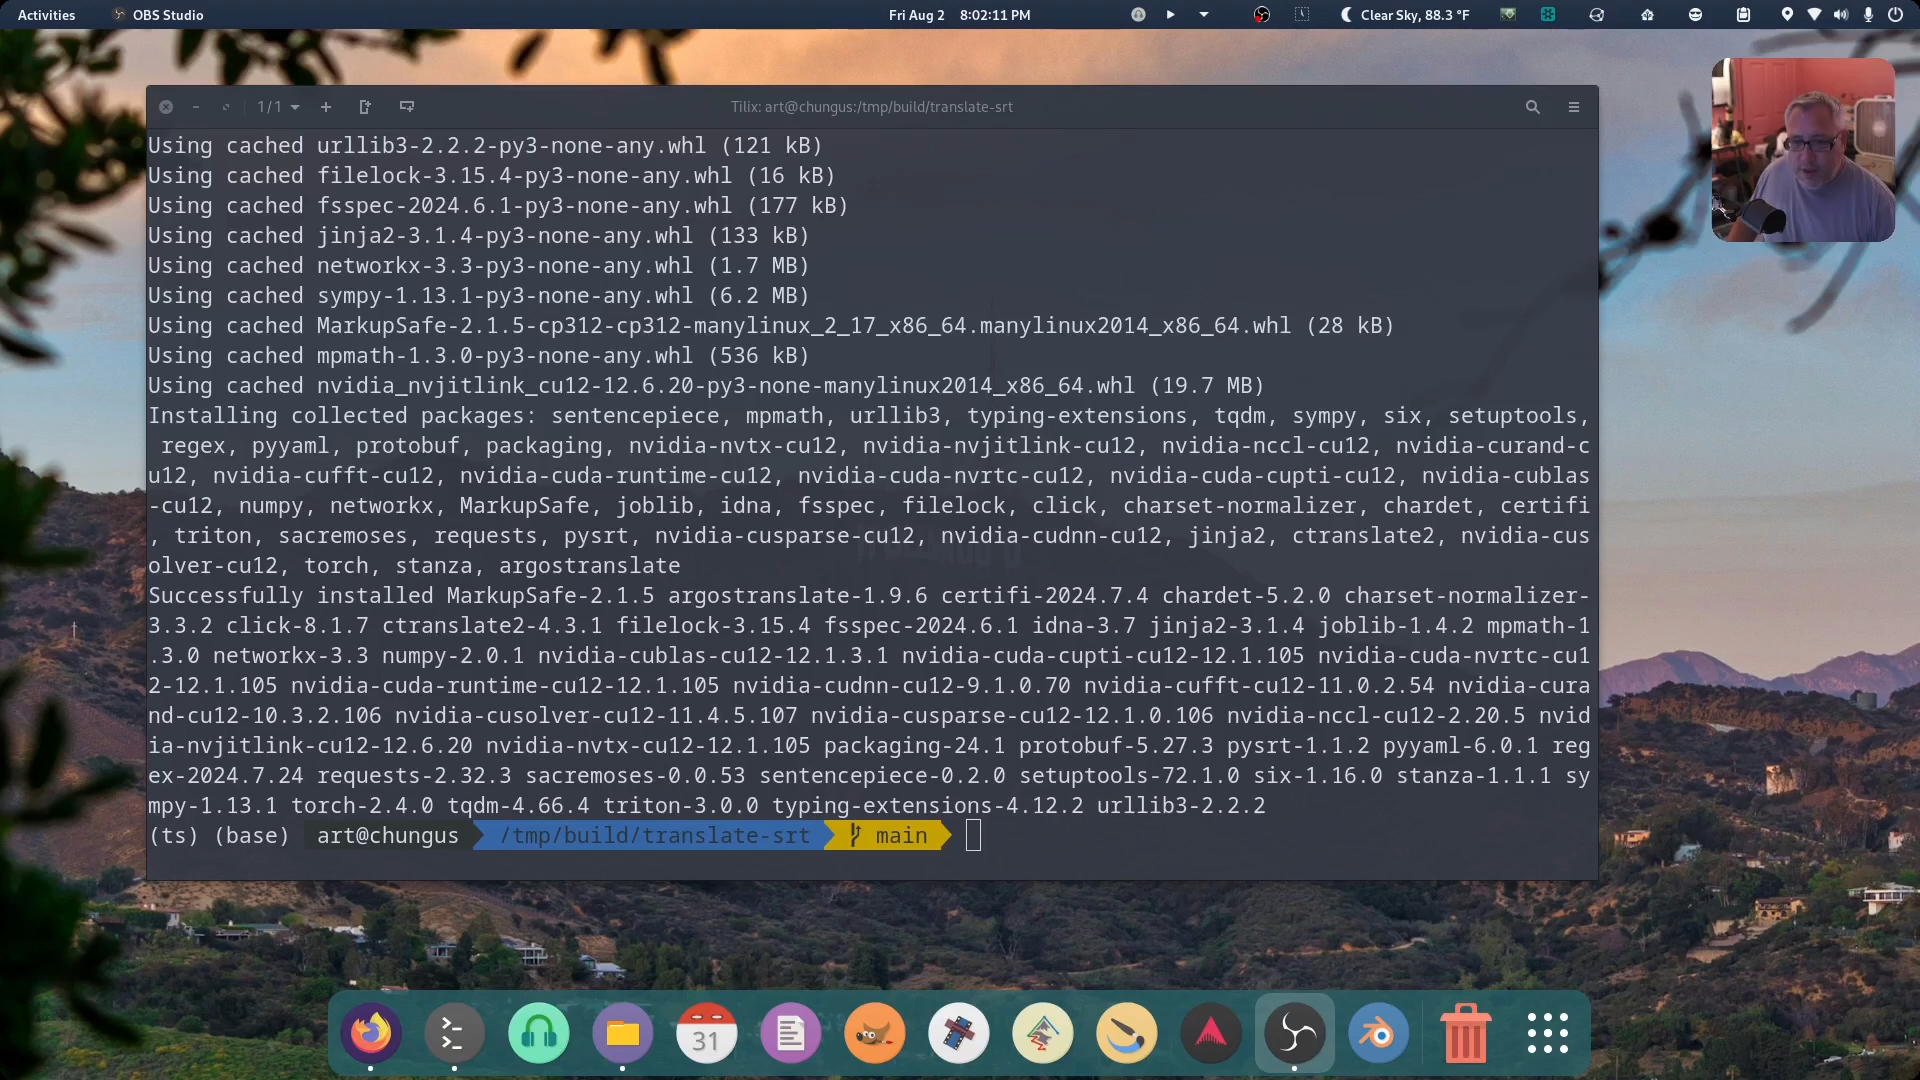 Activities
OBS Studio
Fri Aug 2 8:02:11 PM
Clear Sky, 88.3 °F
1/1
Tilix: art@chungus:/tmp/build/translate-srt
Using cached urllib3-2.2.2-py3-none-any.whl (121 kB)
Using cached filelock-3.15.4-py3-none-any.whl (16 kB)
Using cached fsspec-2024.6.1-py3-none-any.whl (177 kB)
Using cached jinja2-3.1.4-py3-none-any.whl (133 kB)
Using cached networkx-3.3-py3-none-any.whl (1.7 MB)
Using cached sympy-1.13.1-py3-none-any.whl (6.2 MB)
Using cached MarkupSafe-2.1.5-cp312-cp312-manylinux_2_17_x86_64.manylinux2014_x86_64.whl (28 kB)
Using cached mpmath-1.3.0-py3-none-any.whl (536 kB)
Using cached nvidia_nvjitlink_cu12-12.6.20-py3-none-manylinux2014_x86_64.whl (19.7 MB)
Installing collected packages: sentencepiece, mpmath, urllib3, typing-extensions, tqdm, sympy, six, setuptools,
regex, pyyaml, protobuf, packaging, nvidia-nvtx-cu12, nvidia-nvjitlink-cu12, nvidia-nccl-cu12, nvidia-curand-c
u12, nvidia-cufft-cu12, nvidia-cuda-runtime-cu12, nvidia-cuda-nvrtc-cu12, nvidia-cuda-cupti-cu12, nvidia-cublas
-cu12, numpy, networkx, MarkupSafe, joblib, idna, fsspec, filelock, click, charset-normalizer, chardet, certifi
, triton, sacremoses, requests, pysrt, nvidia-cusparse-cu12, nvidia-cudnn-cu12, jinja2, ctranslate2, nvidia-cus
olver-cu12, torch, stanza, argostranslate
Successfully installed MarkupSafe-2.1.5 argostranslate-1.9.6 certifi-2024.7.4 chardet-5.2.0 charset-normalizer-
3.3.2 click-8.1.7 ctranslate2-4.3.1 filelock-3.15.4 fsspec-2024.6.1 idna-3.7 jinja2-3.1.4 joblib-1.4.2 mpmath-1
.3.0 networkx-3.3 numpy-2.0.1 nvidia-cublas-cu12-12.1.3.1 nvidia-cuda-cupti-cu12-12.1.105 nvidia-cuda-nvrtc-cu1
2-12.1.105 nvidia-cuda-runtime-cu12-12.1.105 nvidia-cudnn-cu12-9.1.0.70 nvidia-cufft-cu12-11.0.2.54 nvidia-cura
nd-cu12-10.3.2.106 nvidia-cusolver-cu12-11.4.5.107 nvidia-cusparse-cu12-12.1.0.106 nvidia-nccl-cu12-2.20.5 nvid
ia-nvjitlink-cu12-12.6.20 nvidia-nvtx-cu12-12.1.105 packaging-24.1 protobuf-5.27.3 pysrt-1.1.2 pyyaml-6.0.1 reg
ex-2024.7.24 requests-2.32.3 sacremoses-0.0.53 sentencepiece-0.2.0 setuptools-72.1.0 six-1.16.0 stanza-1.1.1 sy
mpy-1.13.1 torch-2.4.0 tqdm-4.66.4 triton-3.0.0 typing-extensions-4.12.2 urllib3-2.2.2
(ts) (base) art@chungus /tmp/build/translate-srt main
31